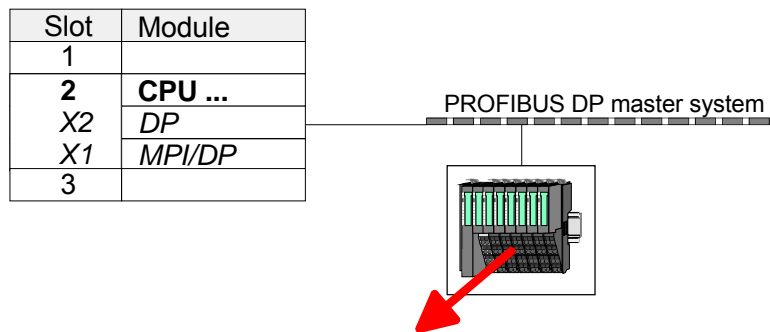 Slot Module
1
2 CPU ...
X2 DP
X1 MPI/DP
3
PROFIBUS DP master system